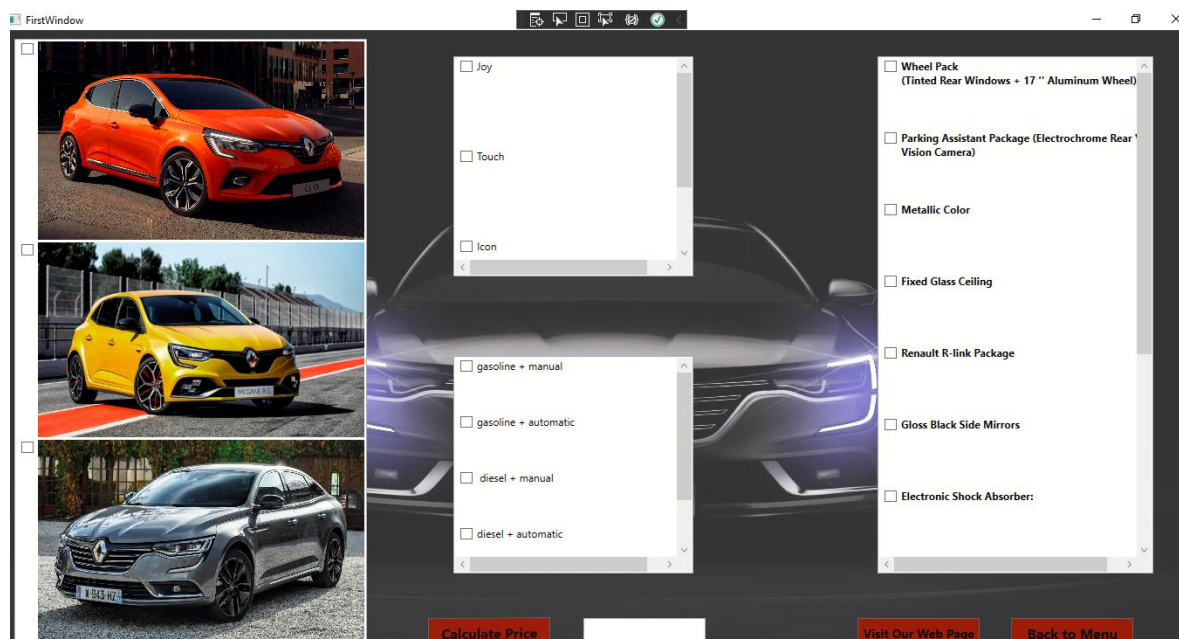 FirstWindow
CLIO
MEGANE R.S.
Joy
Touch
Icon
gasoline + manual
gasoline + automatic
diesel + manual
diesel + automatic
Wheel Pack
(Tinted Rear Windows + 17 '' Aluminum Wheel)
Parking Assistant Package (Electrochrome Rear
Vision Camera)
Metallic Color
Fixed Glass Ceiling
Renault R-link Package
Gloss Black Side Mirrors
Electronic Shock Absorber:
Calculate Price
Visit Our Web Page
Back to Menu